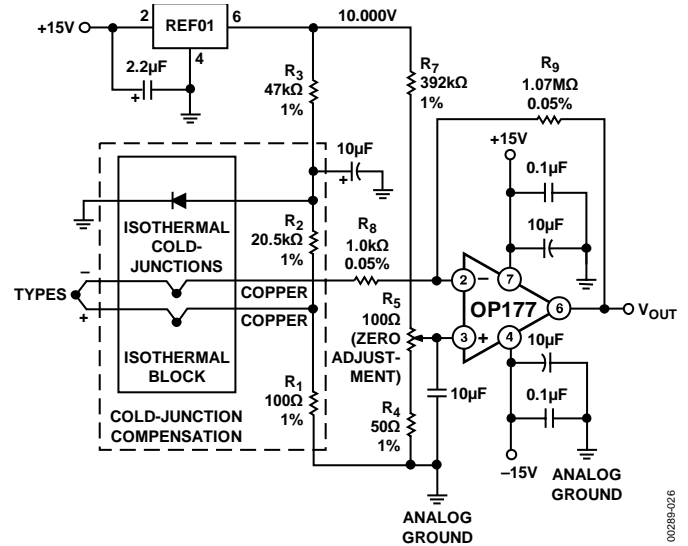 +15V
2
REF01
6
10.000V
4
2.2µF
+
R3
47kΩ
1%
R7
392kΩ
1%
R9
1.07MΩ
0.05%
+15V
10µF
+
0.1µF
10µF
ISOTHERMAL
COLD-
JUNCTIONS
R2
20.5kΩ
1%
R8
1.0kΩ
0.05%
–
TYPES
+
COPPER
COPPER
R5
100Ω
(ZERO
ADJUST-
MENT)
2
–
7
OP177
6
VOUT
3
+
4
ISOTHERMAL
BLOCK
R1
100Ω
1%
10µF
10µF
0.1µF
COLD-JUNCTION
COMPENSATION
R4
50Ω
1%
–15V
ANALOG
GROUND
ANALOG
GROUND
00289-026